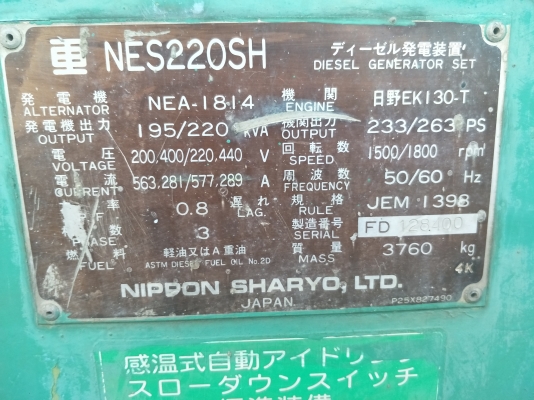 重 NES220SH ディーゼル発電装置
DIESEL GENERATOR SET
発電機 NEA-1814 機関 日野EK130-T
ALTERNATOR ENGINE
発電機出力 195/220 KVA 機関出力 233/263 PS
OUTPUT OUTPUT
電圧 200.400/220.440 V 回転数 1500/1800 rpm
VOLTAGE SPEED
電流 563.281/577.289 A 周波数 50/60 Hz
CURRENT FREQUENCY
率 0.8 遅れ 規格 JEM 1398
LAG. RULE
数 3 製造番号 FD
PHASE SERIAL
燃料 軽油又はA重油 質量 3760 kg
FUEL ASTM DIESEL FUEL OIL No.2D MASS
4K
NIPPON SHARYO, LTD.
JAPAN. P25X827490
感温式自動アイドリング
スローダウンスイッチ